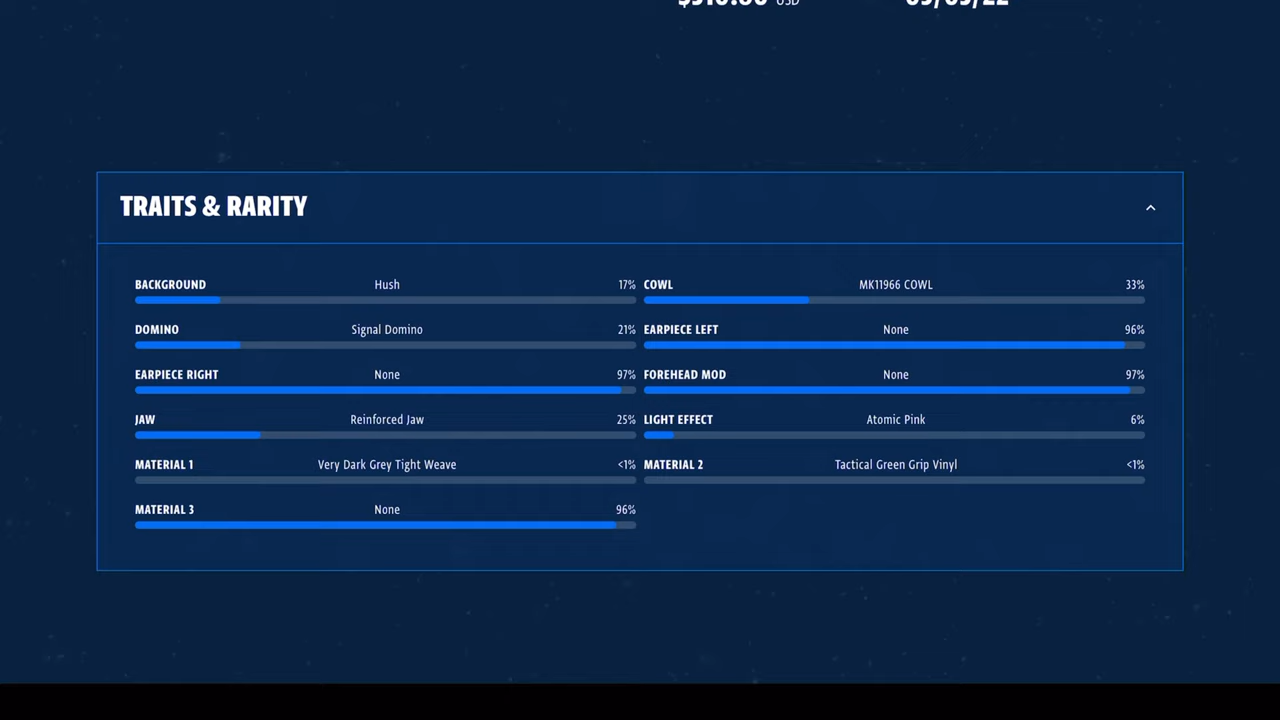 USD
TRAITS & RARITY
BACKGROUND Hush 17% COWL MK11966 COWL 33%
DOMINO Signal Domino 21% EARPIECE LEFT None 96%
EARPIECE RIGHT None 97% FOREHEAD MOD None 97%
JAW Reinforced Jaw 25% LIGHT EFFECT Atomic Pink 6%
MATERIAL 1 Very Dark Grey Tight Weave <1% MATERIAL 2 Tactical Green Grip Vinyl <1%
MATERIAL 3 None 96%